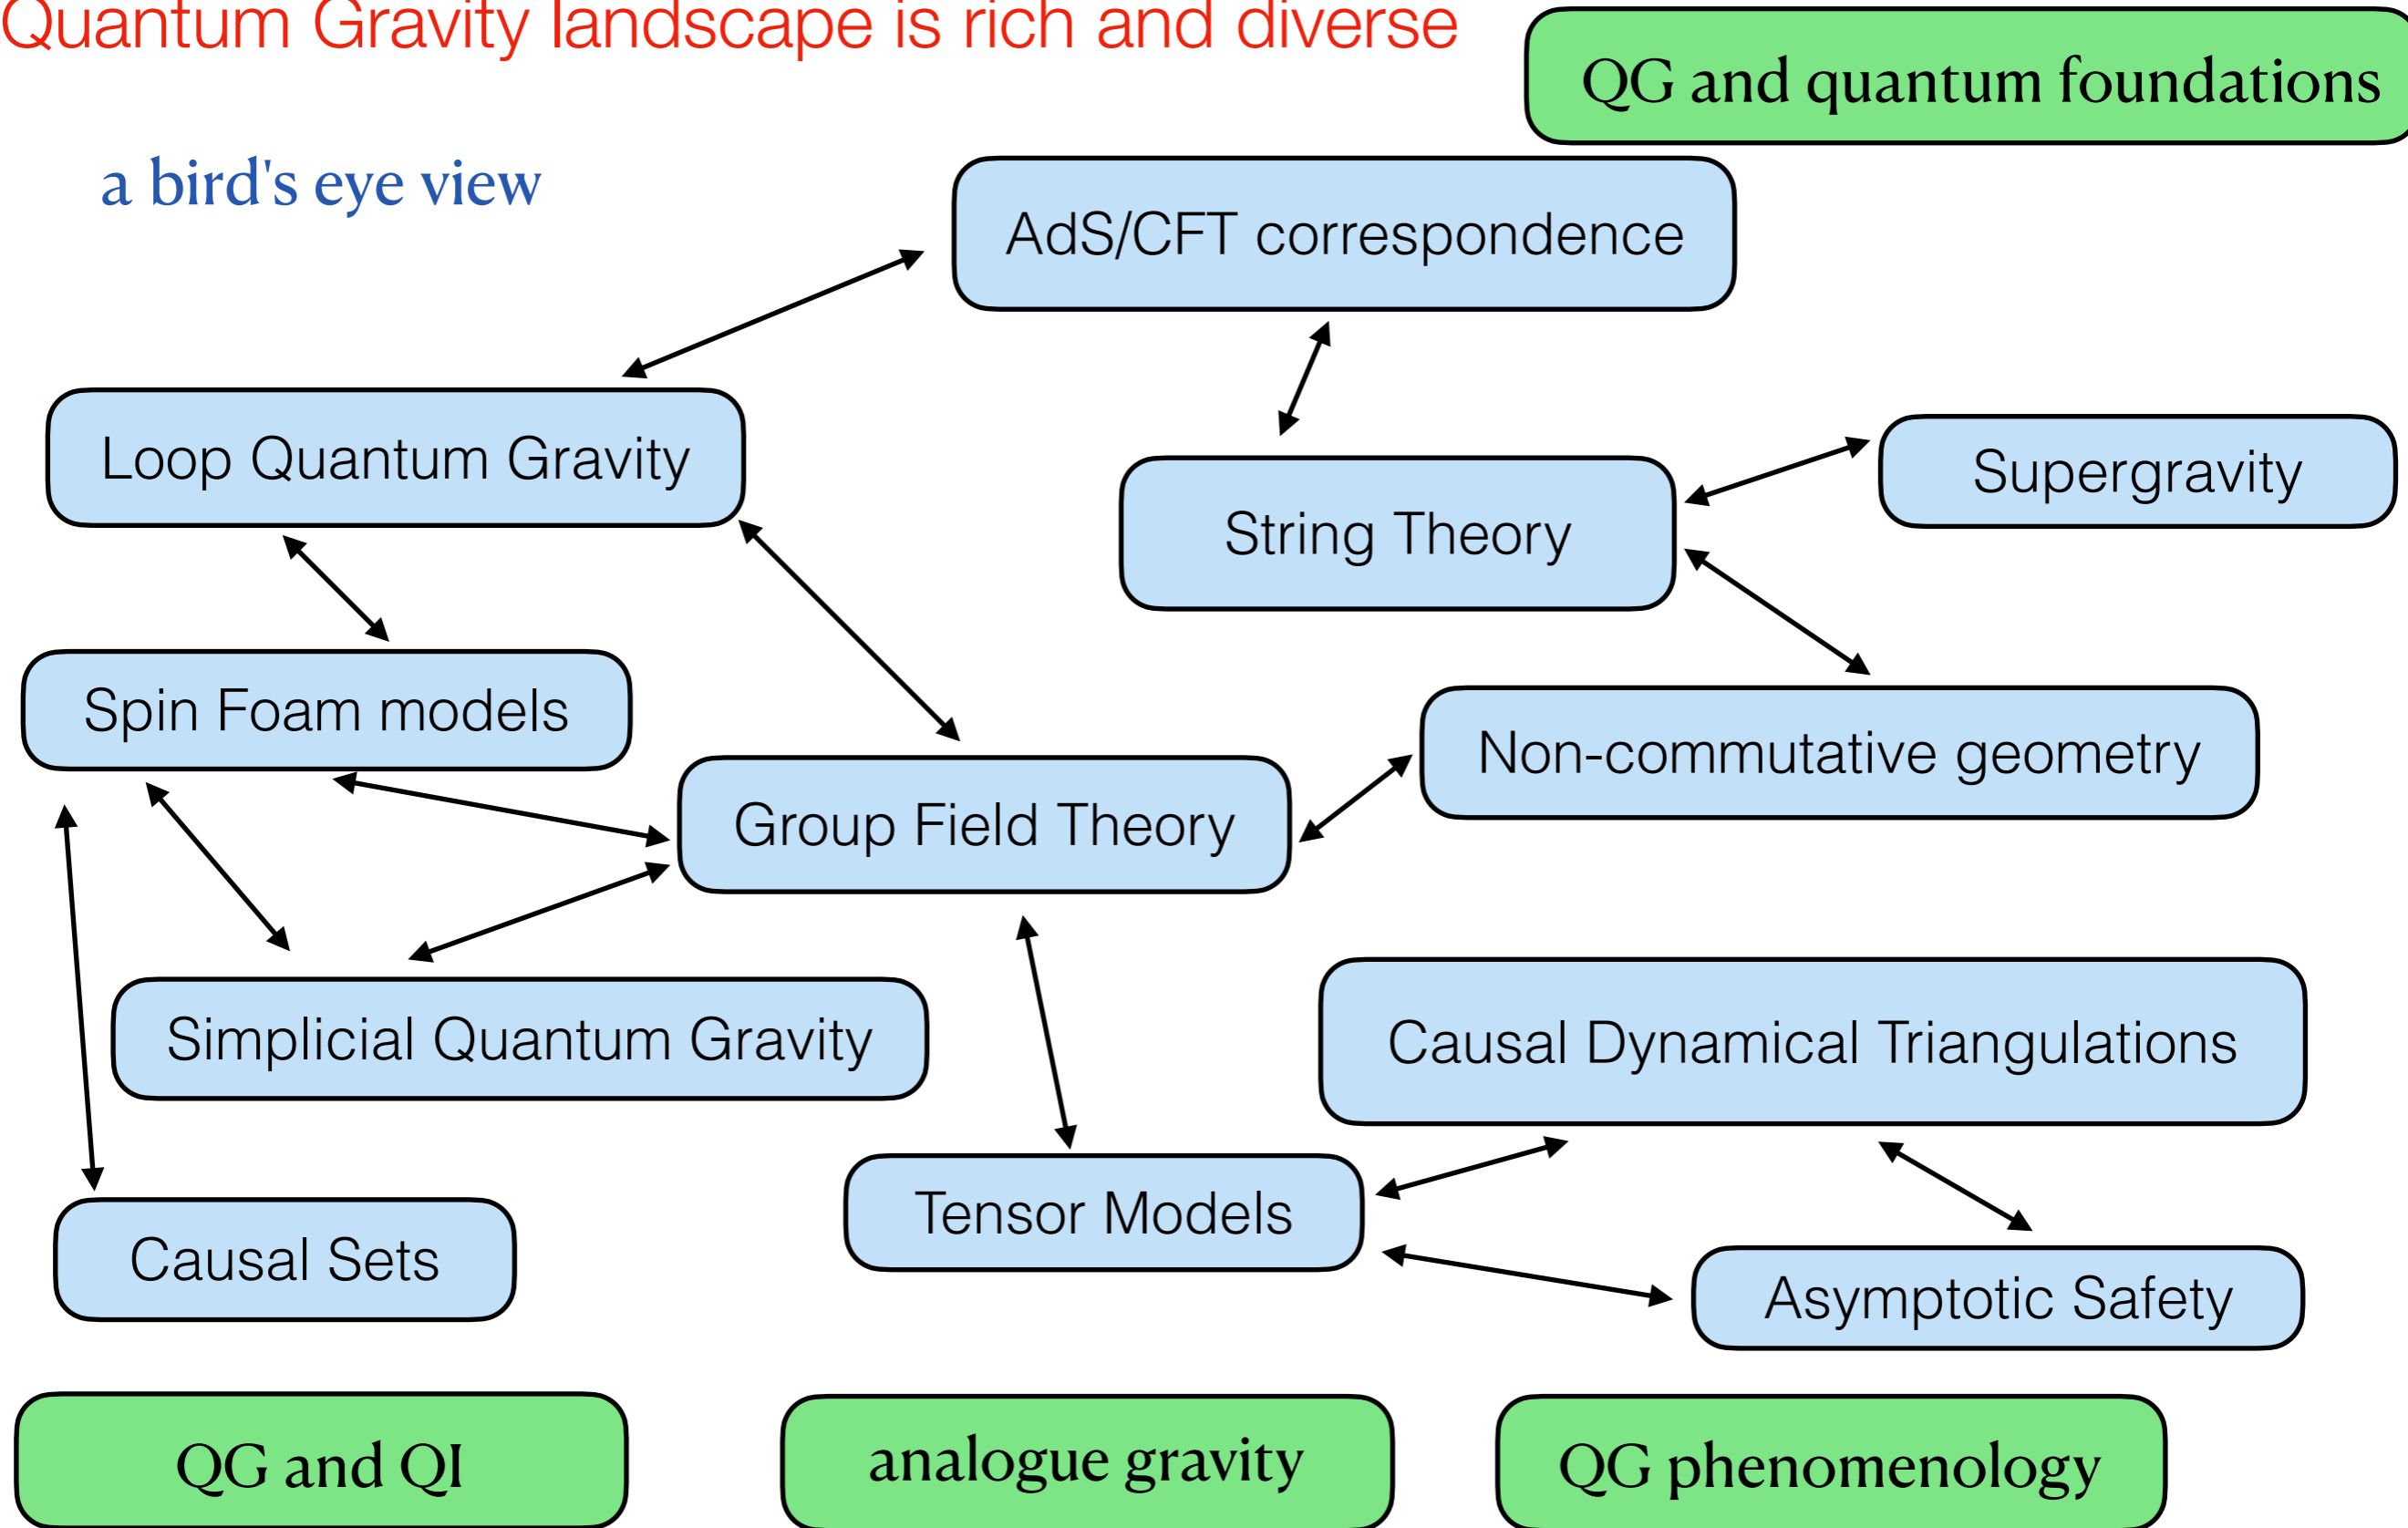 Quantum Gravity landscape is rich and diverse
QG and quantum foundations
a bird's eye view
AdS/CFT correspondence
Loop Quantum Gravity
Supergravity
String Theory
Spin Foam models
Non-commutative geometry
Group Field Theory
Simplicial Quantum Gravity
Causal Dynamical Triangulations
Tensor Models
Causal Sets
Asymptotic Safety
QG and QI
analogue gravity
QG phenomenology